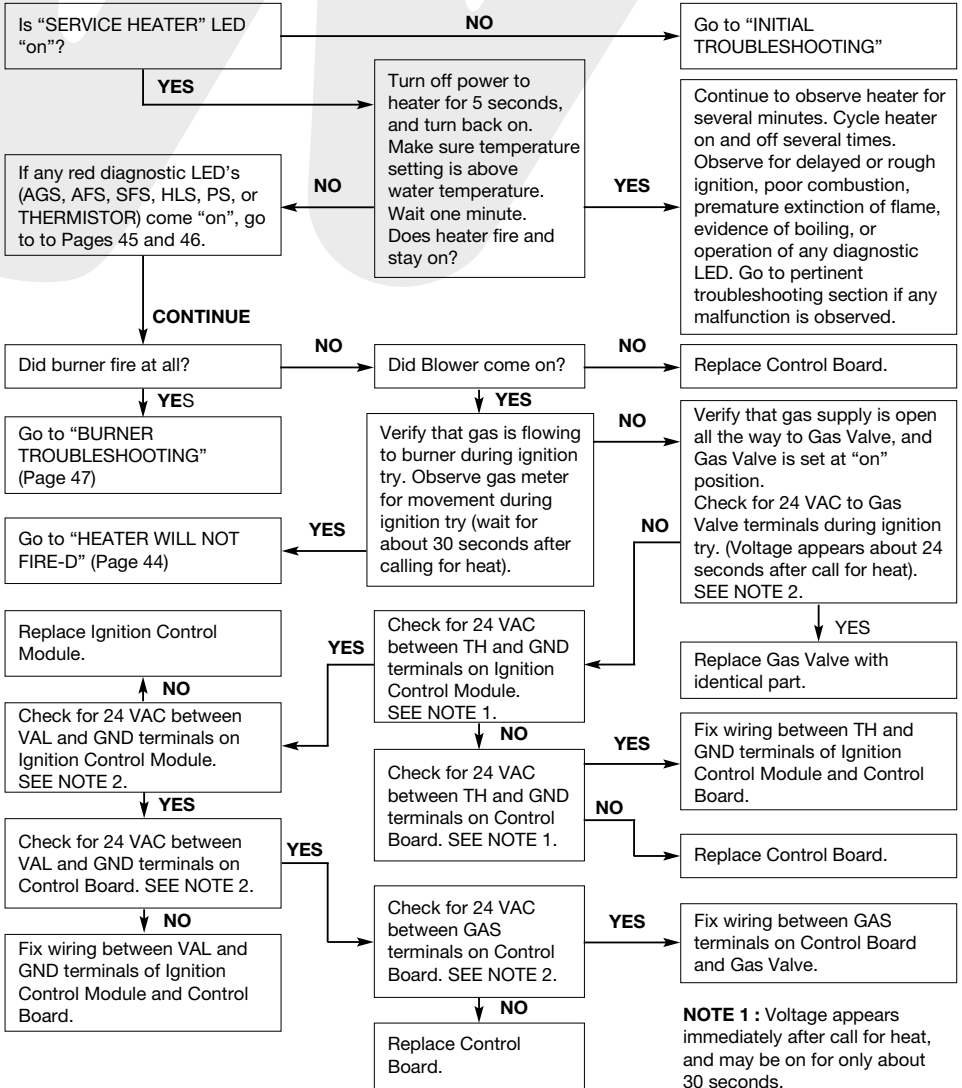 Is “SERVICE HEATER” LED
“on”?
NO
Go to “INITIAL
TROUBLESHOOTING”
YES
Turn off power to
heater for 5 seconds,
and turn back on.
Make sure temperature
setting is above
water temperature.
Wait one minute.
Does heater fire and
stay on?
NO
YES
Continue to observe heater for
several minutes. Cycle heater
on and off several times.
Observe for delayed or rough
ignition, poor combustion,
premature extinction of flame,
evidence of boiling, or
operation of any diagnostic
LED. Go to pertinent
troubleshooting section if any
malfunction is observed.
If any red diagnostic LED’s
(AGS, AFS, SFS, HLS, PS, or
THERMISTOR) come “on”, go
to to Pages 45 and 46.
CONTINUE
Did burner fire at all?
NO
Did Blower come on?
NO
Replace Control Board.
YES
Go to “BURNER
TROUBLESHOOTING”
(Page 47)
YES
Verify that gas is flowing
to burner during ignition
try. Observe gas meter
for movement during
ignition try (wait for
about 30 seconds after
calling for heat).
NO
Verify that gas supply is open
all the way to Gas Valve, and
Gas Valve is set at “on”
position.
Check for 24 VAC to Gas
Valve terminals during ignition
try. (Voltage appears about 24
seconds after call for heat).
SEE NOTE 2.
YES
Go to “HEATER WILL NOT
FIRE-D” (Page 44)
NO
YES
Replace Gas Valve with
identical part.
Replace Ignition Control
Module.
YES
Check for 24 VAC
between TH and GND
terminals on Ignition
Control Module.
SEE NOTE 1.
NO
Check for 24 VAC between
VAL and GND terminals on
Ignition Control Module.
SEE NOTE 2.
NO
YES
Fix wiring between TH and
GND terminals of Ignition
Control Module and Control
Board.
Check for 24 VAC
between TH and GND
terminals on Control
Board. SEE NOTE 1.
NO
Replace Control Board.
YES
Check for 24 VAC between
VAL and GND terminals on
Control Board. SEE NOTE 2.
YES
Check for 24 VAC
between GAS
terminals on Control
Board. SEE NOTE 2.
YES
Fix wiring between GAS
terminals on Control Board
and Gas Valve.
NO
Fix wiring between VAL and
GND terminals of Ignition
Control Module and Control
Board.
NO
Replace Control
Board.
NOTE 1 : Voltage appears
immediately after call for heat,
and may be on for only about
30 seconds.